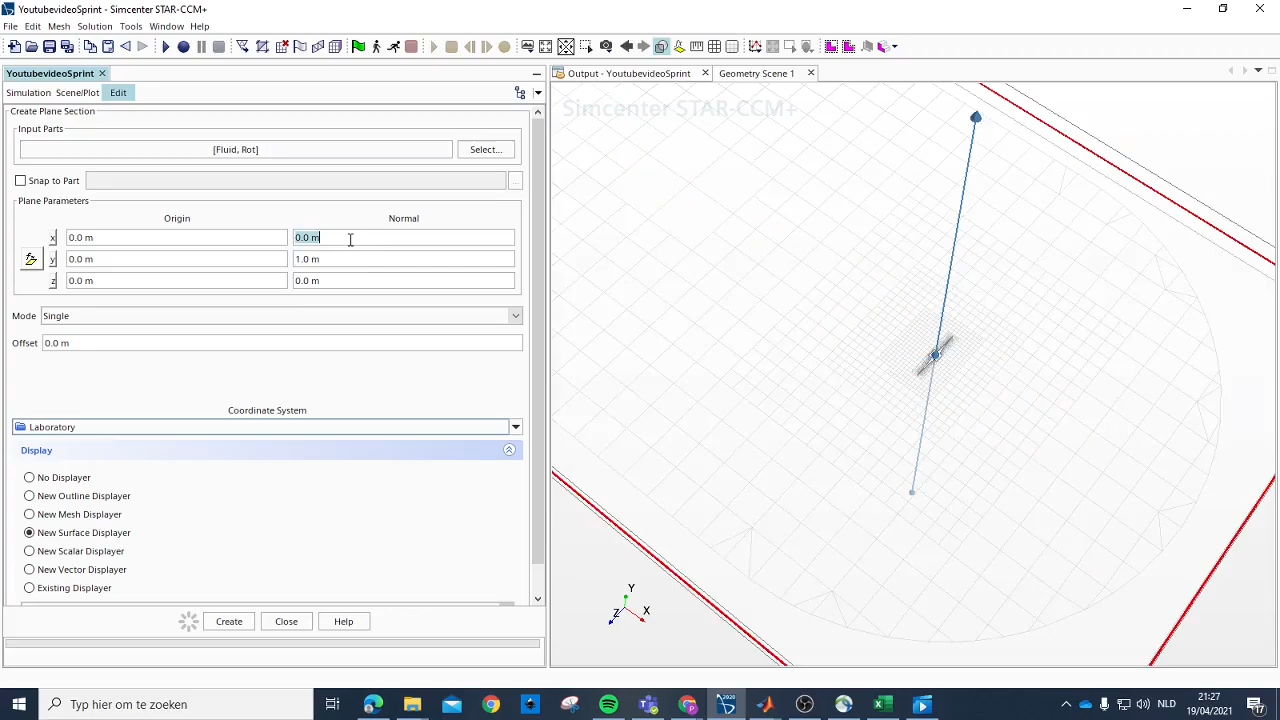 YoutubevideoSprint - Simcenter STAR-CCM+
File Edit Mesh Solution Tools Window Help
YoutubevideoSprint
Output - YoutubevideoSprint
Geometry Scene 1
Simulation Scene/Plot Edit
Create Plane Section
Simcenter STAR-CCM+
Input Parts
[Fluid, Rot] Select...
Snap to Part ...
Plane Parameters
Origin Normal
x 0.0 m 0.0 m
y 0.0 m 1.0 m
z 0.0 m 0.0 m
Mode Single
Offset 0.0 m
Coordinate System
Laboratory
Display
No Displayer
New Outline Displayer
New Mesh Displayer
New Surface Displayer
New Scalar Displayer
New Vector Displayer
Existing Displayer
Y
Z X
Create Close Help
Typ hier om te zoeken
2020
NLD
21:27
19/04/2021
17